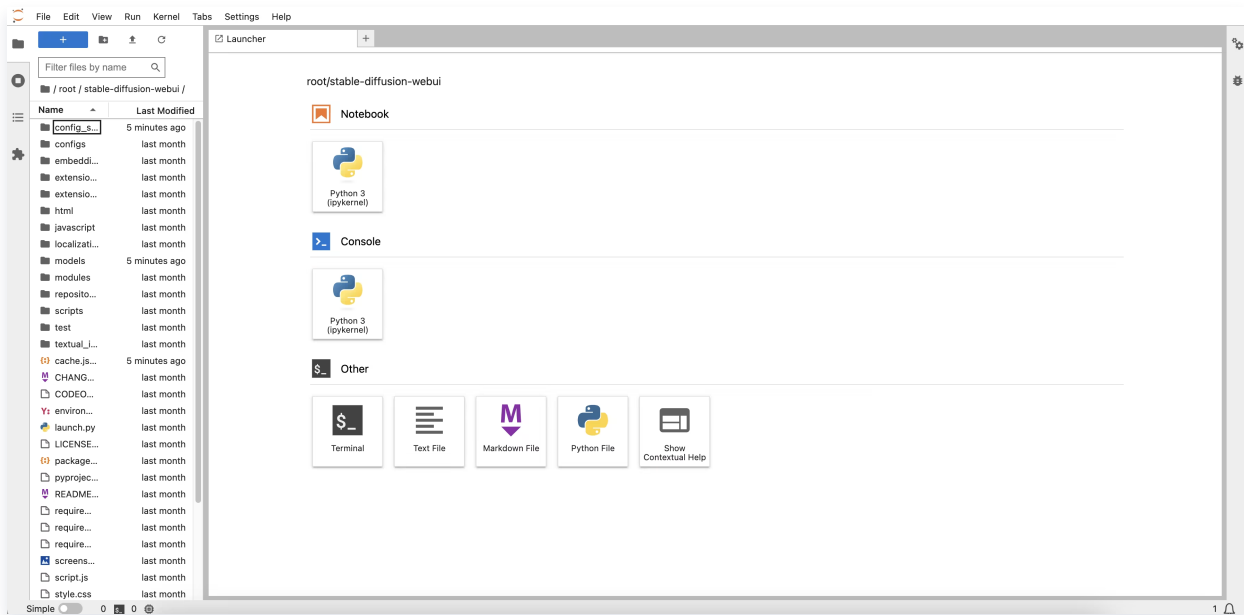 File Edit View Run Kernel Tabs Settings Help
+
Launcher +
Filter files by name
/ root / stable-diffusion-webui /
Name Last Modified
config_s... 5 minutes ago
configs last month
embeddi... last month
extensio... last month
extensio... last month
html last month
javascript last month
localizati... last month
models 5 minutes ago
modules last month
reposito... last month
scripts last month
test last month
textual_i... last month
{:} cache.js... 5 minutes ago
M CHANG... last month
CODEO... last month
Y: environ... last month
launch.py last month
LICENSE... last month
{:} package... last month
pyprojec... last month
M README... last month
require... last month
require... last month
require... last month
screens... last month
script.js last month
style.css last month
root/stable-diffusion-webui
Notebook
Python 3
(ipykernel)
>_ Console
Python 3
(ipykernel)
$_ Other
$_
Terminal
Text File
M
Markdown File
Python File
Show
Contextual Help
Simple 0 $_ 0
1